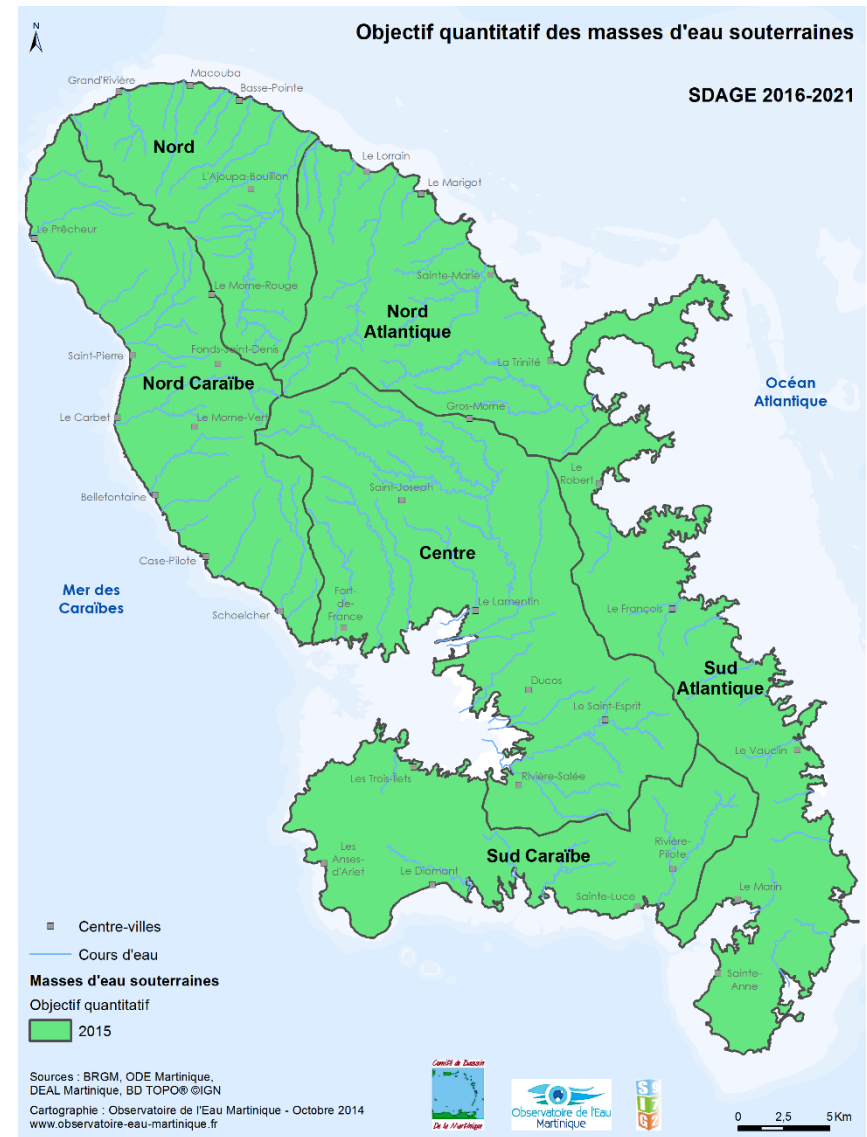 N
Objectif quantitatif des masses d'eau souterraines
SDAGE 2016-2021
Grand'Rivière
Macouba
Basse-Pointe
Nord
L'Ajoupa-Bouillon
Le Lorrain
Le Marigot
Le Prêcheur
Sainte-Marie
Le Morne-Rouge
Nord
Atlantique
Saint-Pierre
Fonds-Saint-Denis
La Trinité
Nord Caraïbe
Océan
Atlantique
Le Carbet
Le Morne-Vert
Gros-Morne
Le
Robert
Bellefontaine
Saint-Joseph
Centre
Case-Pilote
Mer des
Caraïbes
Schoelcher
Fort-
de-
France
Le Lamentin
Le François
Sud
Atlantique
Ducos
Le Saint-Esprit
Le Vauclin
Les Trois-Ilets
Rivière-Salée
Les
Anses-
d'Arlet
Sud Caraïbe
Rivière-
Pilote
Le Diamant
Sainte-Luce
Le Marin
Sainte-
Anne
Centre-villes
Cours d'eau
Masses d'eau souterraines
Objectif quantitatif
2015
Sources : BRGM, ODE Martinique,
DEAL Martinique, BD TOPO® ©IGN
Cartographie : Observatoire de l'Eau Martinique - Octobre 2014
www.observatoire-eau-martinique.fr
Comité de Bassin
De la Martinique
Observatoire de l'Eau
Martinique
0 2,5 5 Km